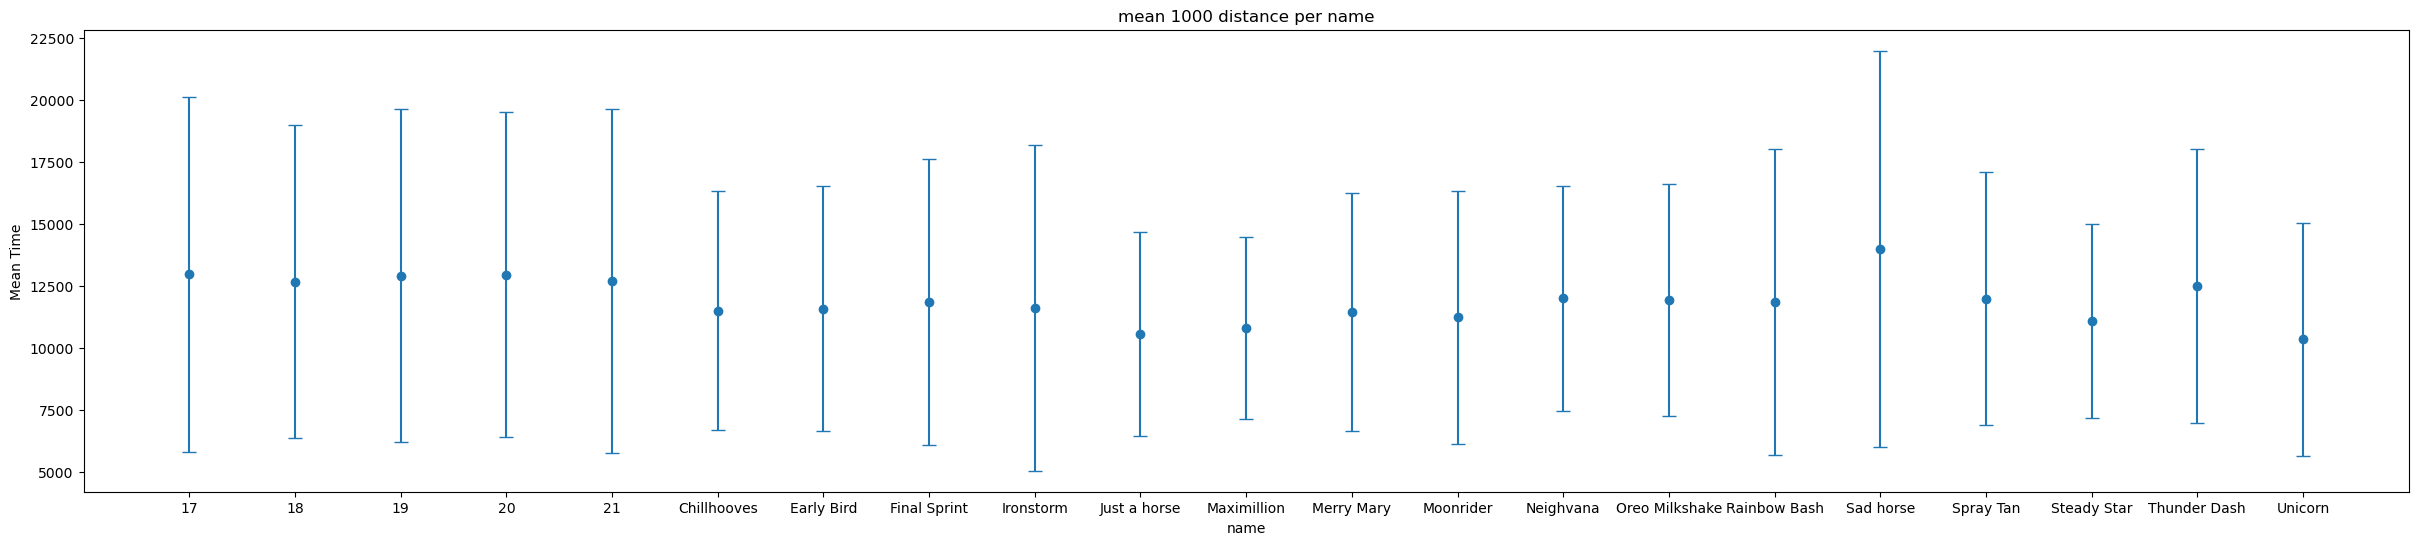 mean 1000 distance per name
22500
20000
17500
15000
12500
10000
7500
5000
Mean Time
17 18 19 20 21 Chillhooves Early Bird Final Sprint Ironstorm Just a horse Maximillion Merry Mary Moonrider Neighvana Oreo Milkshake Rainbow Bash Sad horse Spray Tan Steady Star Thunder Dash Unicorn
name